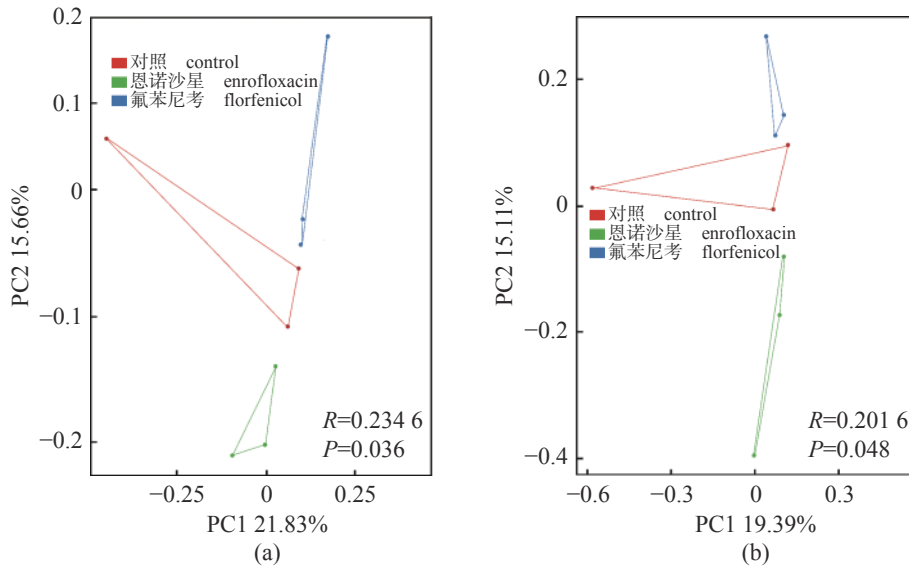 0.2
0.1
0
−0.1
−0.2
PC2 15.66%
对照 control
恩诺沙星 enrofloxacin
氟苯尼考 florfenicol
R=0.234 6
P=0.036
−0.25
0
0.25
PC1 21.83%
(a)
0.2
0
−0.2
−0.4
PC2 15.11%
对照 control
恩诺沙星 enrofloxacin
氟苯尼考 florfenicol
R=0.201 6
P=0.048
−0.6
−0.3
0
0.3
PC1 19.39%
(b)